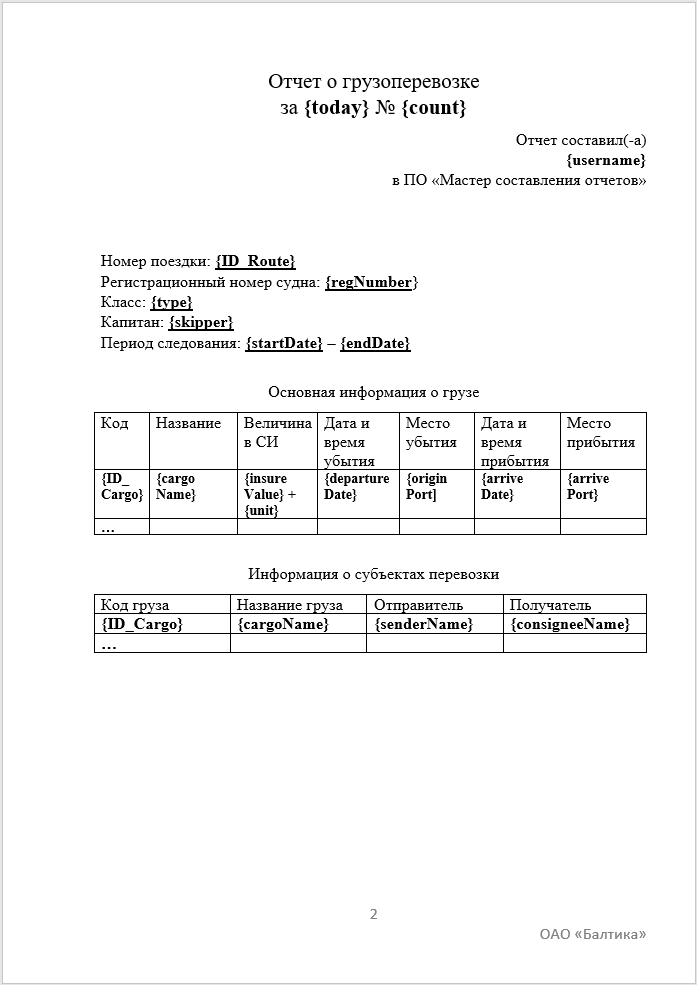 Отчет о грузоперевозке
за {today} № {count}
Отчет составил(-а)
{username}
в ПО «Мастер составления отчетов»
Номер поездки: {ID_Route}
Регистрационный номер судна: {regNumber}
Класс: {type}
Капитан: {skipper}
Период следования: {startDate} – {endDate}
Основная информация о грузе
Код Название Величина в СИ Дата и время убытия Место убытия Дата и время прибытия Место прибытия
{ID_ Cargo} {cargo Name} {insure Value} + {unit} {departure Date} {origin Port] {arrive Date} {arrive Port}
...
Информация о субъектах перевозки
Код груза Название груза Отправитель Получатель
{ID_Cargo} {cargoName} {senderName} {consigneeName}
...
2
ОАО «Балтика»